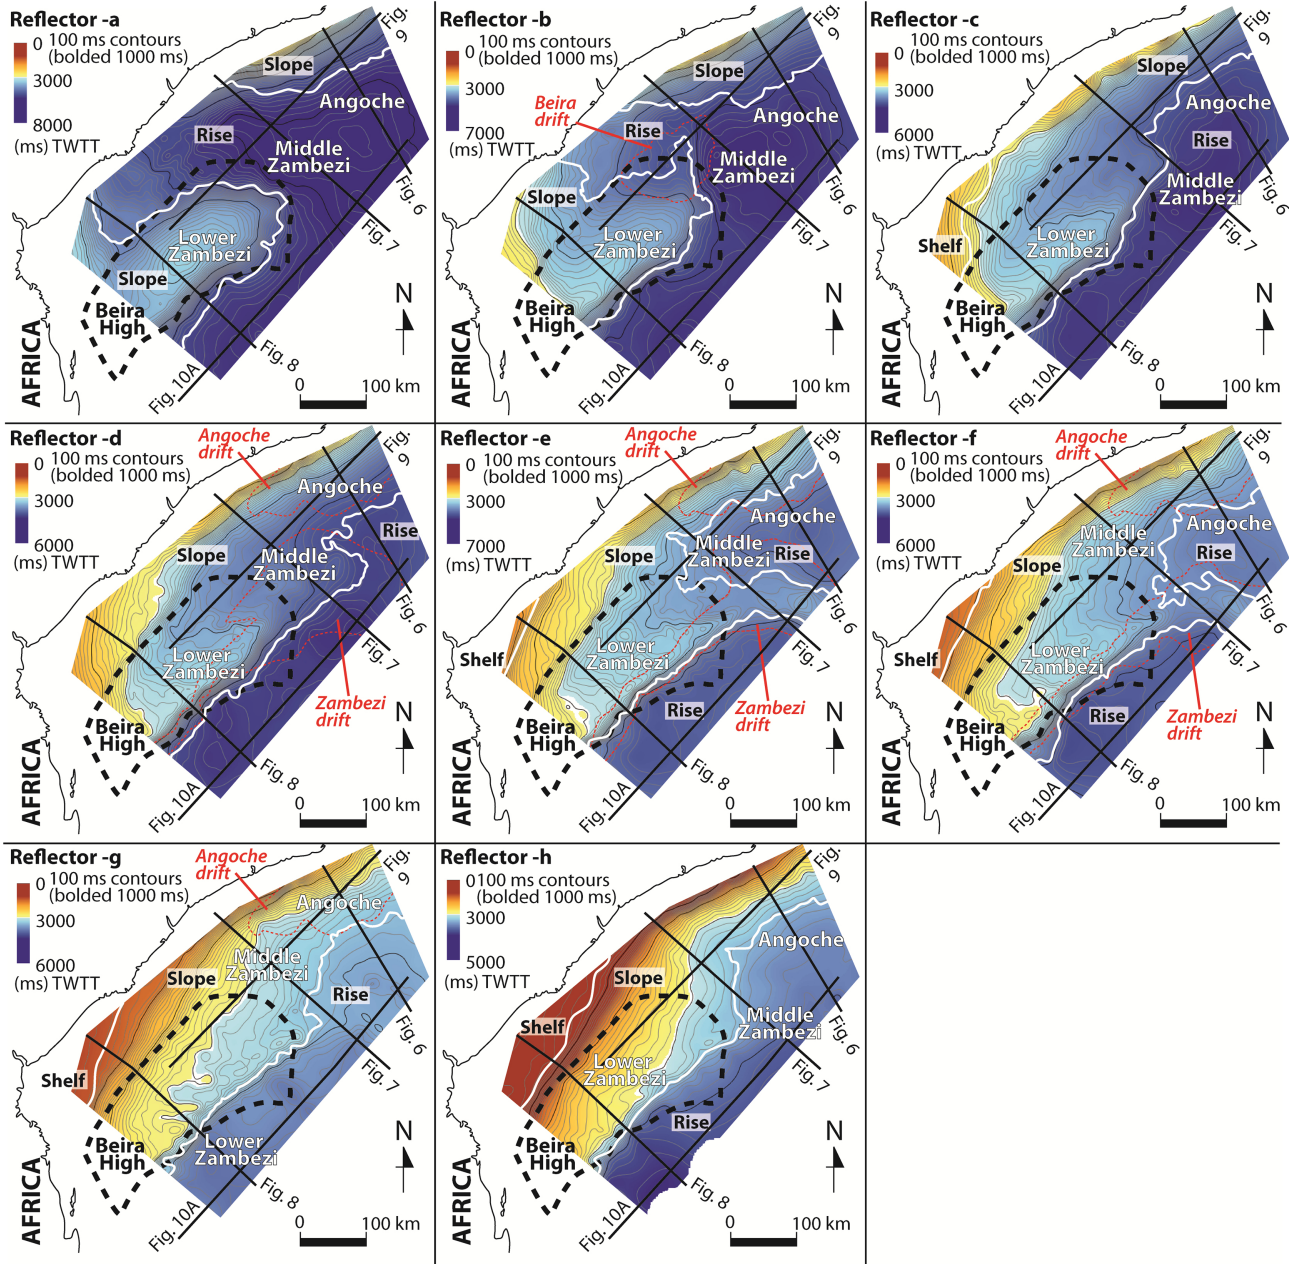 Reflector -a
0 100 ms contours
(bolded 1000 ms)
3000
8000
(ms) TWTT
Slope
Angoche
Rise
Middle
Zambezi
Lower
Zambezi
Slope
Beira
High
AFRICA
N
Fig.
9
Fig. 6
Fig. 7
Fig. 8
Fig. 10A
0 100 km
Reflector -b
0 100 ms contours
(bolded 1000 ms)
3000
7000
(ms) TWTT
Beira
drift
Slope
Angoche
Rise
Middle
Zambezi
Slope
Lower
Zambezi
Beira
High
AFRICA
N
Fig.
9
Fig. 6
Fig. 7
Fig. 8
Fig. 10A
0 100 km
Reflector -c
0 100 ms contours
(bolded 1000 ms)
3000
6000
(ms) TWTT
Slope
Angoche
Rise
Middle
Zambezi
Shelf
Lower
Zambezi
Beira
High
AFRICA
N
Fig.
9
Fig. 6
Fig. 7
Fig. 8
Fig. 10A
0 100 km
Reflector -d
0 100 ms contours
(bolded 1000 ms)
3000
6000
(ms) TWTT
Angoche
drift
Angoche
Rise
Slope
Middle
Zambezi
Lower
Zambezi
Zambezi
drift
Beira
High
AFRICA
N
Fig.
9
Fig. 6
Fig. 7
Fig. 8
Fig. 10A
0 100 km
Reflector -e
0 100 ms contours
(bolded 1000 ms)
3000
7000
(ms) TWTT
Angoche
drift
Angoche
Slope
Middle
Zambezi
Rise
Shelf
Lower
Zambezi
Rise
Zambezi
drift
Beira
High
AFRICA
N
Fig.
9
Fig. 6
Fig. 7
Fig. 8
Fig. 10A
0 100 km
Reflector -f
0 100 ms contours
(bolded 1000 ms)
3000
6000
(ms) TWTT
Angoche
drift
Angoche
Middle
Zambezi
Rise
Slope
Shelf
Lower
Zambezi
Rise
Zambezi
drift
Beira
High
AFRICA
N
Fig.
9
Fig. 6
Fig. 7
Fig. 8
Fig. 10A
0 100 km
Reflector -g
0 100 ms contours
(bolded 1000 ms)
3000
6000
(ms) TWTT
Angoche
drift
Angoche
Middle
Zambezi
Slope
Rise
Shelf
Lower
Zambezi
Beira
High
AFRICA
N
Fig.
9
Fig. 6
Fig. 7
Fig. 8
Fig. 10A
0 100 km
Reflector -h
0100 ms contours
(bolded 1000 ms)
3000
5000
(ms) TWTT
Angoche
Slope
Middle
Zambezi
Shelf
Lower
Zambezi
Rise
Beira
High
AFRICA
N
Fig.
9
Fig. 6
Fig. 7
Fig. 8
Fig. 10A
0 100 km